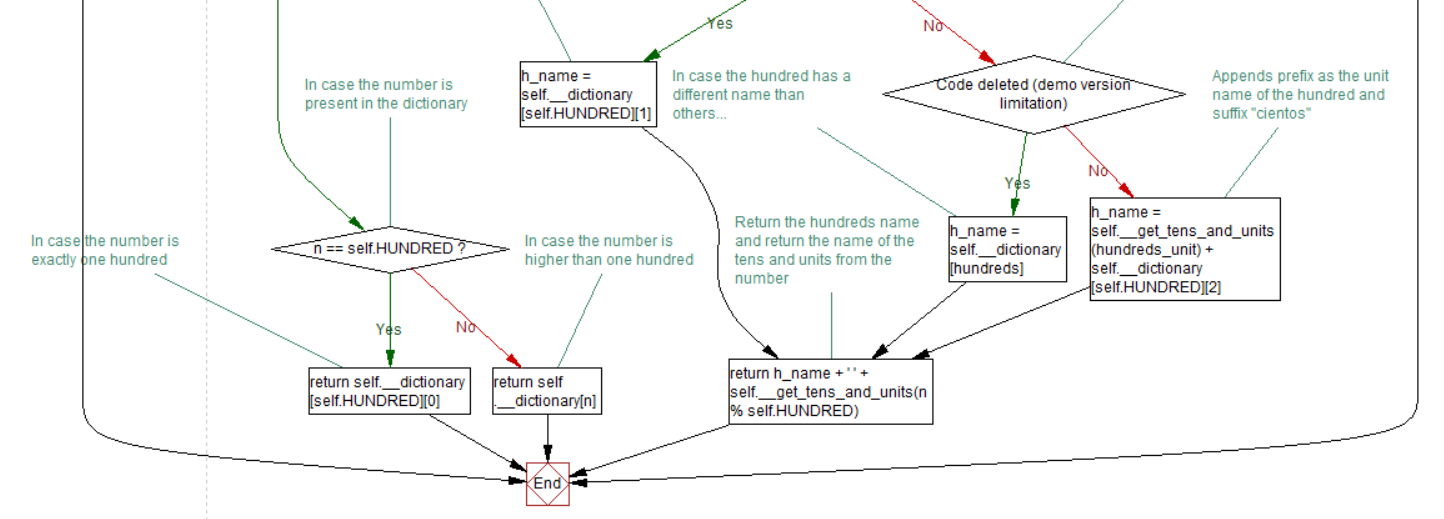 Yes
No
h_name =
self.__dictionary
[self.HUNDRED][1]
In case the hundred has a
different name than
others...
Code deleted (demo version
limitation)
Appends prefix as the unit
name of the hundred and
suffix "cientos"
In case the number is
present in the dictionary
Yes
No
h_name =
self.__get_tens_and_units
(hundreds_unit) +
self.__dictionary
[self.HUNDRED][2]
h_name =
self.__dictionary
[hundreds]
Return the hundreds name
and return the name of the
tens and units from the
number
In case the number is
exactly one hundred
n == self.HUNDRED ?
In case the number is
higher than one hundred
Yes
No
return self.__dictionary
[self.HUNDRED][0]
return self
.__dictionary[n]
return h_name + ' ' +
self.__get_tens_and_units(n
% self.HUNDRED)
End